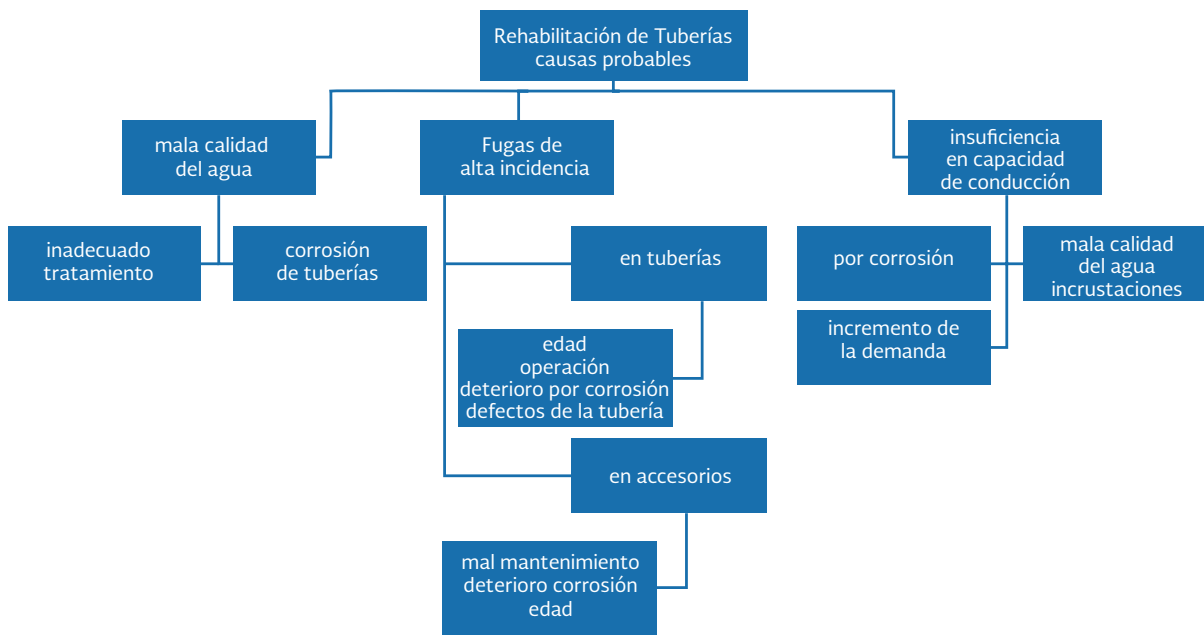 Rehabilitación de Tuberías
causas probables
mala calidad
del agua
Fugas de
alta incidencia
insuficiencia
en capacidad
de conducción
inadecuado
tratamiento
corrosión
de tuberías
en tuberías
por corrosión
mala calidad
del agua
incrustaciones
edad
operación
deterioro por corrosión
defectos de la tubería
incremento de
la demanda
en accesorios
mal mantenimiento
deterioro corrosión
edad